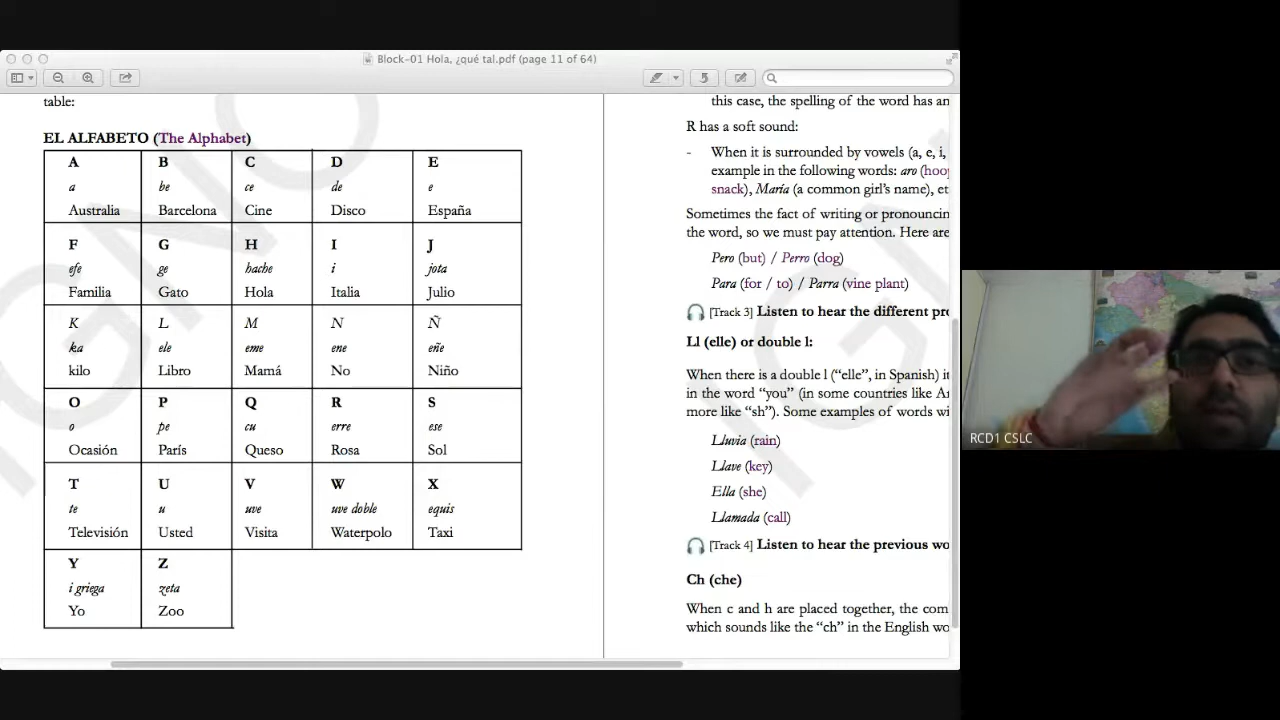 Block-01 Hola, ¿qué tal.pdf (page 11 of 64)
table:
EL ALFABETO (The Alphabet)
A B C D E
a be ce de e
Australia Barcelona Cine Disco España
F G H I J
efe ge hache i jota
Familia Gato Hola Italia Julio
K L M N Ñ
ka ele eme ene eñe
kilo Libro Mamá No Niño
O P Q R S
o pe cu erre ese
Ocasión París Queso Rosa Sol
T U V W X
te u uve uve doble equis
Televisión Usted Visita Waterpolo Taxi
Y Z
i griega zeta
Yo Zoo
this case, the spelling of the word has an
R has a soft sound:
- When it is surrounded by vowels (a, e, i,
example in the following words: aro (hoop
snack), María (a common girl's name), et
Sometimes the fact of writing or pronouncin
the word, so we must pay attention. Here are
Pero (but) / Perro (dog)
Para (for / to) / Parra (vine plant)
[Track 3] Listen to hear the different pro
Ll (elle) or double l:
When there is a double l ("elle", in Spanish) it
in the word "you" (in some countries like Ar
more like "sh"). Some examples of words wi
Lluvia (rain)
Llave (key)
Ella (she)
Llamada (call)
[Track 4] Listen to hear the previous wo
Ch (che)
When c and h are placed together, the com
which sounds like the "ch" in the English wo
RCD1 CSLC